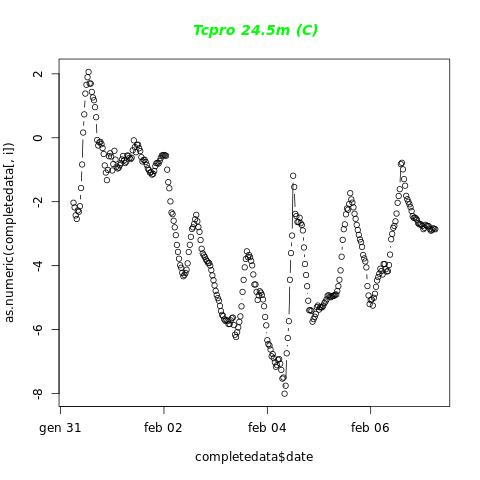 Tcpro 24.5m (C)
as.numeric(completedata[, i])
2
0
-2
-4
-6
-8
gen 31
feb 02
feb 04
feb 06
completedata$date